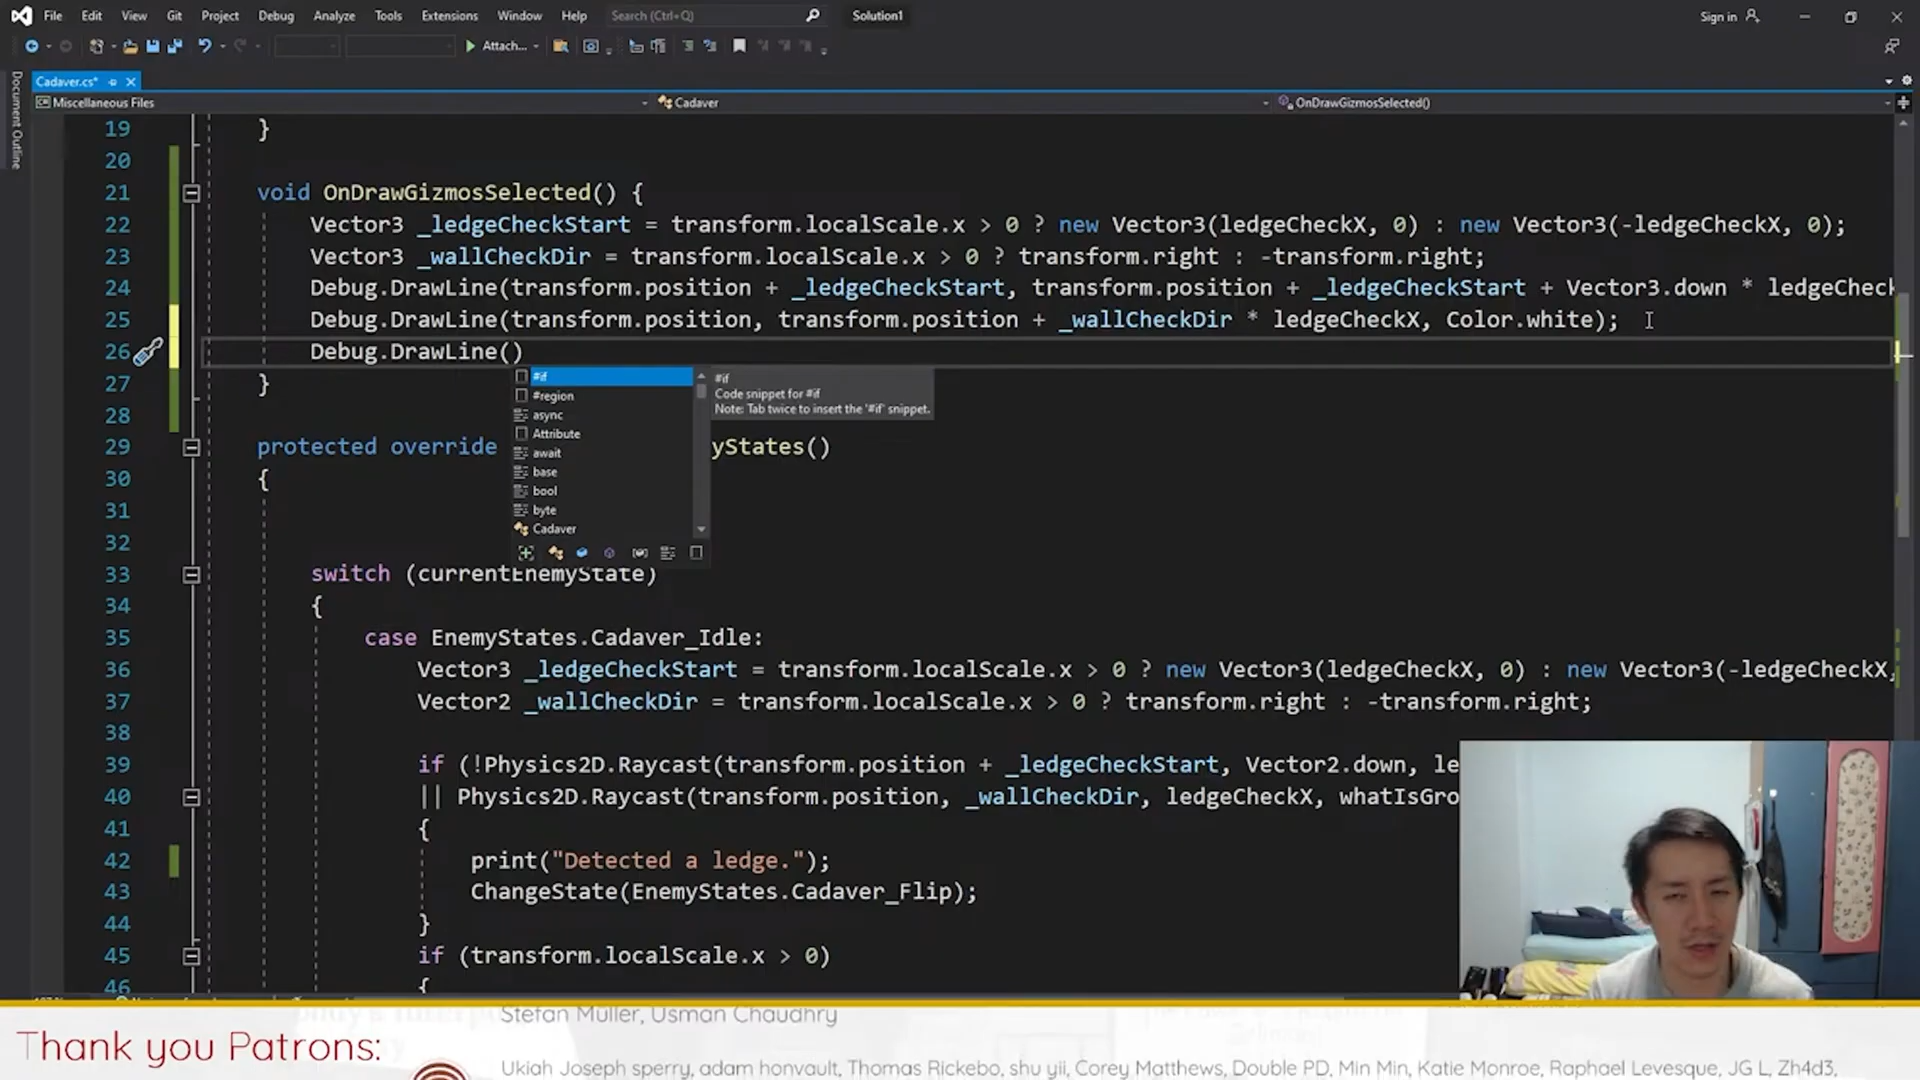 File Edit View Git Project Debug Analyze Tools Extensions Window Help Search (Ctrl+Q) Solution1 Sign in
Attach...
Cadaver.cs*
Miscellaneous Files Cadaver OnDrawGizmosSelected()
Document Outline
19 }
20
21 void OnDrawGizmosSelected() {
22 Vector3 _ledgeCheckStart = transform.localScale.x > 0 ? new Vector3(ledgeCheckX, 0) : new Vector3(-ledgeCheckX, 0);
23 Vector3 _wallCheckDir = transform.localScale.x > 0 ? transform.right : -transform.right;
24 Debug.DrawLine(transform.position + _ledgeCheckStart, transform.position + _ledgeCheckStart + Vector3.down * ledgeCheck
25 Debug.DrawLine(transform.position, transform.position + _wallCheckDir * ledgeCheckX, Color.white);
26 Debug.DrawLine()
27 }
#if
#region
async
Attribute
await
base
bool
byte
Cadaver
#if
Code snippet for #if
Note: Tab twice to insert the '#if' snippet.
28
29 protected override yStates()
30 {
31
32
33 switch (currentEnemyState)
34 {
35 case EnemyStates.Cadaver_Idle:
36 Vector3 _ledgeCheckStart = transform.localScale.x > 0 ? new Vector3(ledgeCheckX, 0) : new Vector3(-ledgeCheckX,
37 Vector2 _wallCheckDir = transform.localScale.x > 0 ? transform.right : -transform.right;
38
39 if (!Physics2D.Raycast(transform.position + _ledgeCheckStart, Vector2.down, le
40 || Physics2D.Raycast(transform.position, _wallCheckDir, ledgeCheckX, whatIsGro
41 {
42 print("Detected a ledge.");
43 ChangeState(EnemyStates.Cadaver_Flip);
44 }
45 if (transform.localScale.x > 0)
46 {
Thank you Patrons:
Stefan Müller, Usman Chaudhry
Ukiah Joseph sperry, adam honvault, Thomas Rickebo, shu yii, Corey Matthews, Double PD, Min Min, Katie Monroe, Raphael Levesque, JG L, Zh4d3,